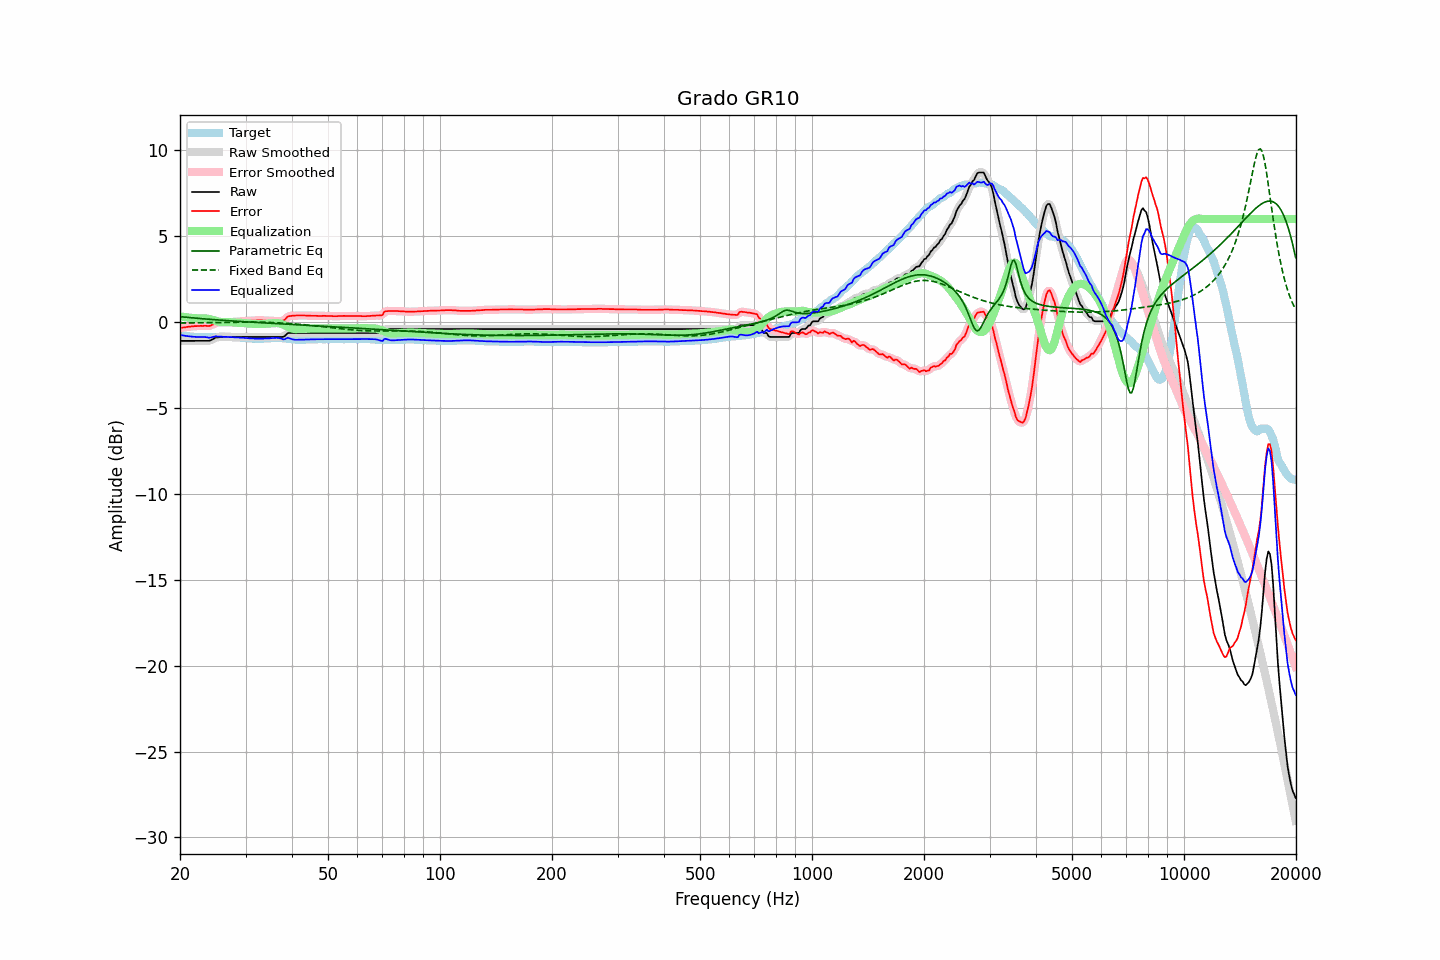 Grado GR10
Target
Raw Smoothed
Error Smoothed
Raw
Error
Equalization
Parametric Eq
Fixed Band Eq
Equalized
10
5
0
−5
−10
−15
−20
−25
−30
Amplitude (dBr)
20 50 100 200 500 1000 2000 5000 10000 20000
Frequency (Hz)